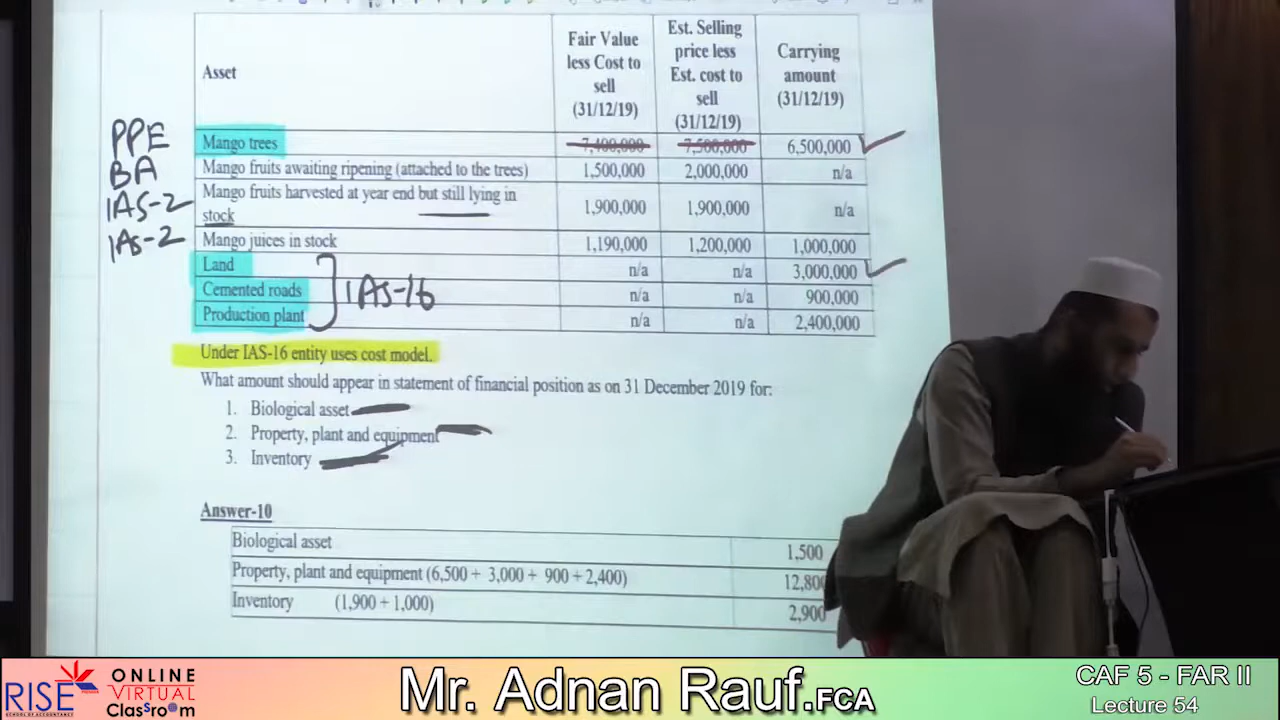 Asset | Fair Value less Cost to sell (31/12/19) | Est. Selling price less Est. cost to sell (31/12/19) | Carrying amount (31/12/19)
PPE Mango trees 7,400,000 7,500,000 6,500,000
BA Mango fruits awaiting ripening (attached to the trees) 1,500,000 2,000,000 n/a
IAS-2 Mango fruits harvested at year end but still lying in stock 1,900,000 1,900,000 n/a
IAS-2 Mango juices in stock 1,190,000 1,200,000 1,000,000
Land n/a n/a 3,000,000
Cemented roads IAS-16 n/a n/a 900,000
Production plant n/a n/a 2,400,000
Under IAS-16 entity uses cost model.
What amount should appear in statement of financial position as on 31 December 2019 for:
1. Biological asset
2. Property, plant and equipment
3. Inventory
Answer-10
Biological asset 1,500
Property, plant and equipment (6,500 + 3,000 + 900 + 2,400) 12,800
Inventory (1,900 + 1,000) 2,900
RISE ONLINE VIRTUAL Classroom
Mr. Adnan Rauf.FCA
CAF 5 - FAR II
Lecture 54